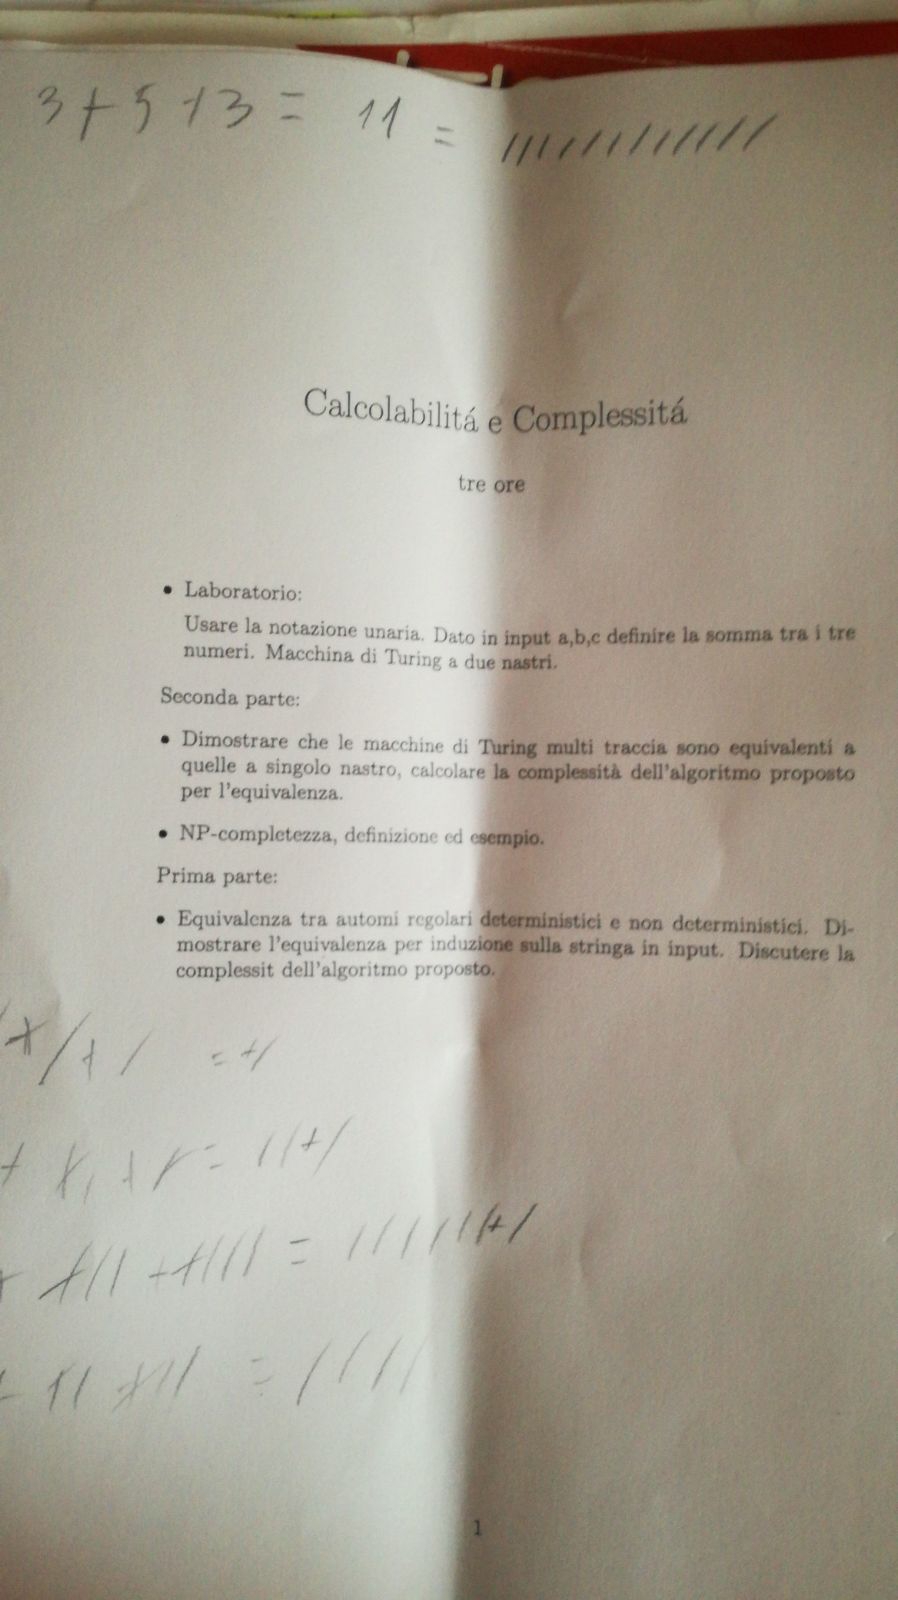 3 + 5 + 3 = 11 = ////////////
Calcolabilitá e Complessitá
tre ore
• Laboratorio:
Usare la notazione unaria. Dato in input a,b,c definire la somma tra i tre
numeri. Macchina di Turing a due nastri.
Seconda parte:
• Dimostrare che le macchine di Turing multi traccia sono equivalenti a
quelle a singolo nastro, calcolare la complessità dell'algoritmo proposto
per l'equivalenza.
• NP-completezza, definizione ed esempio.
Prima parte:
• Equivalenza tra automi regolari deterministici e non deterministici. Di-
mostrare l'equivalenza per induzione sulla stringa in input. Discutere la
complessit dell'algoritmo proposto.
1